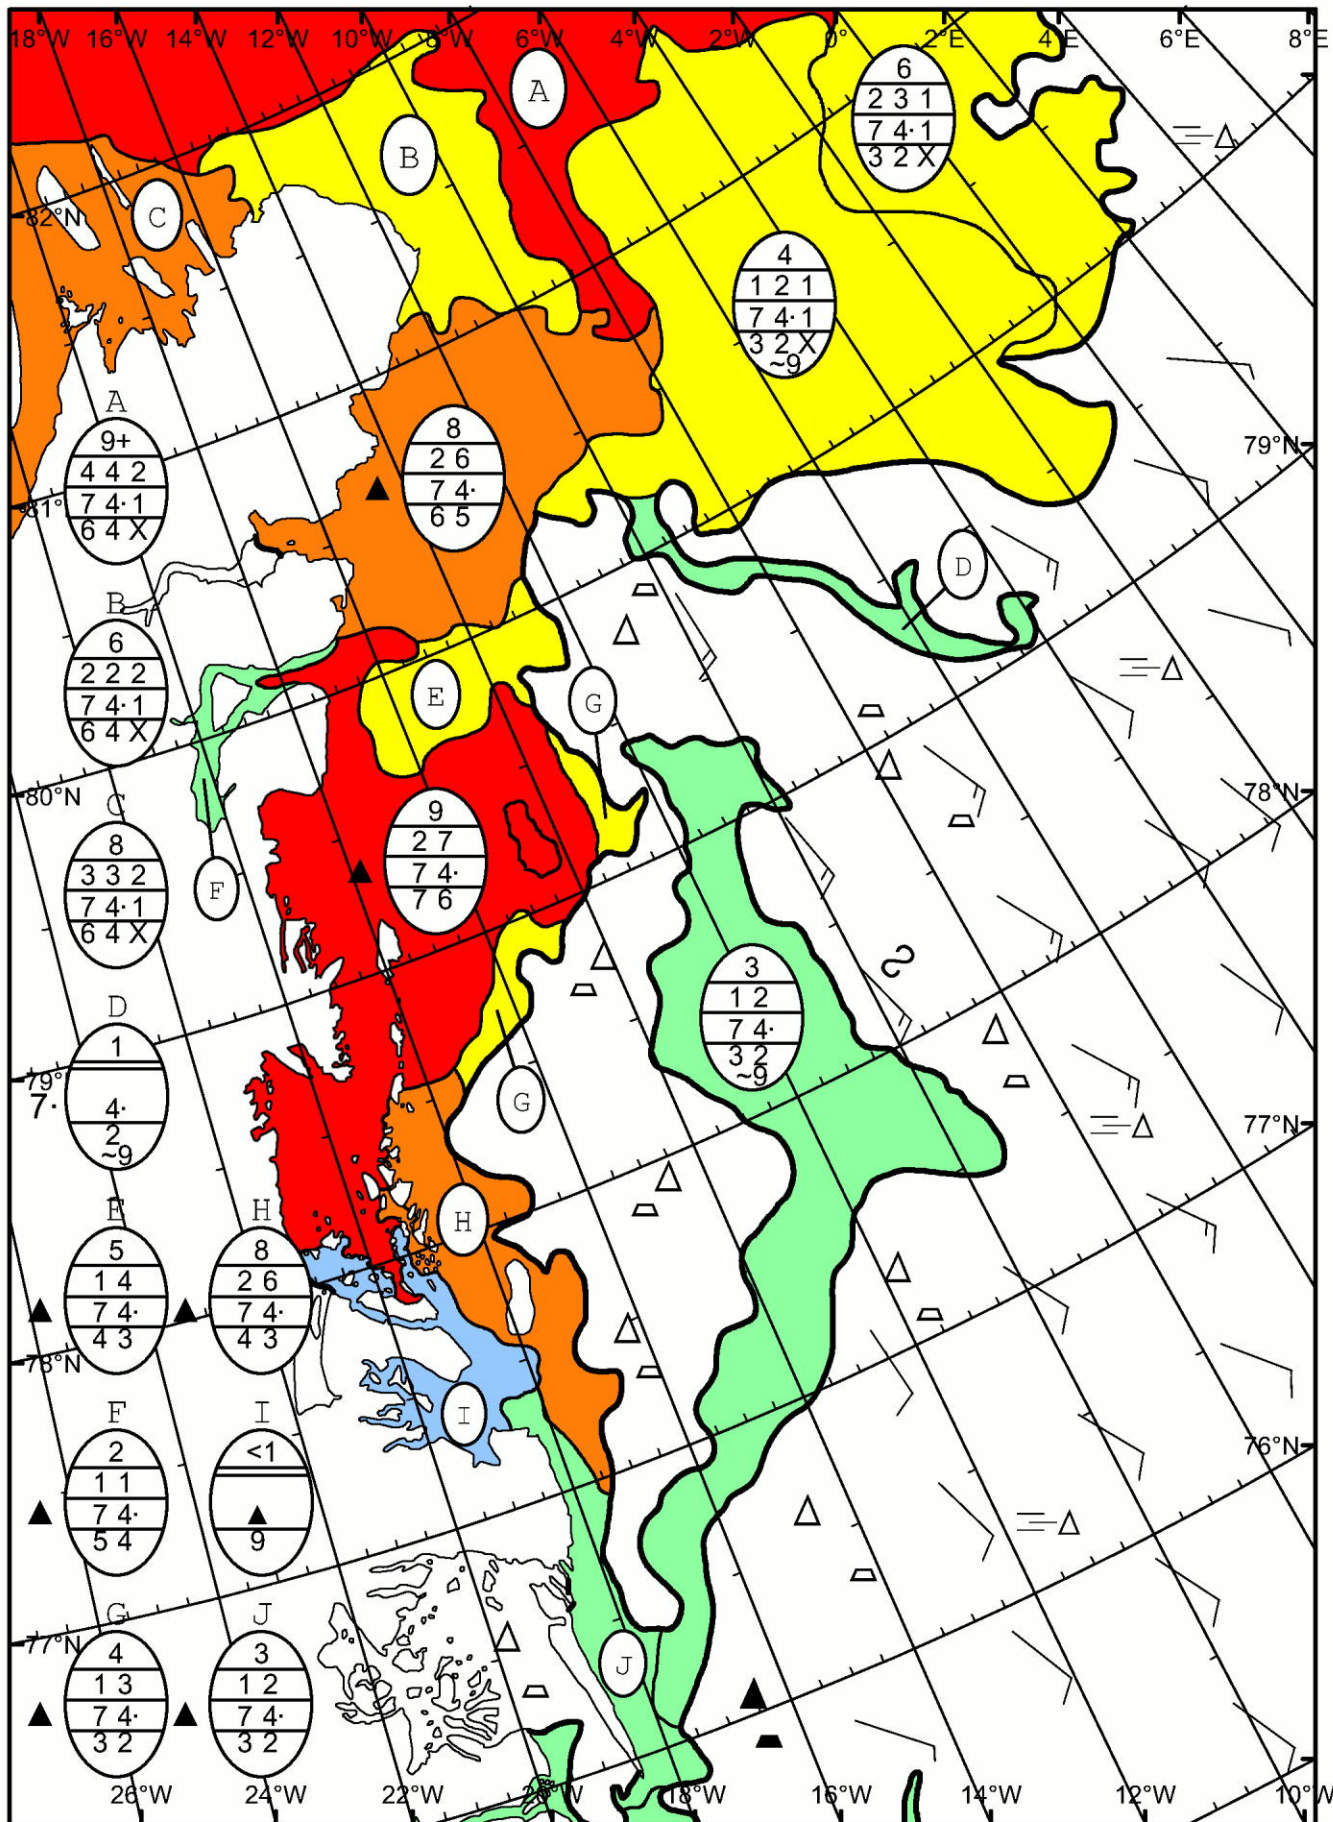 18°W 16°W 14°W 12°W 10°W 8°W 6°W 4°W 2°W 0° 2°E 4°E 6°E 8°E
6
2 3 1
7 4· 1
3 2 X
A
B
C
82°N
4
1 2 1
7 4· 1
3 2 X
~9
A
9+
4 4 2
7 4· 1
6 4 X
8
2 6
7 4·
6 5
79°N
81°
D
B
6
2 2 2
7 4· 1
6 4 X
E
G
80°N
78°N
C
8
3 3 2
7 4· 1
6 4 X
9
2 7
7 4·
7 6
F
D
1
4·
2
~9
3
1 2
7 4·
3 2
~9
79°
7·
G
77°N
E
5
1 4
7 4·
4 3
H
8
2 6
7 4·
4 3
H
78°N
I
76°N
F
2
1 1
7 4·
5 4
I
<1
9
77°N
G
4
1 3
7 4·
3 2
J
3
1 2
7 4·
3 2
J
26°W 24°W 22°W 20°W 18°W 16°W 14°W 12°W 10°W